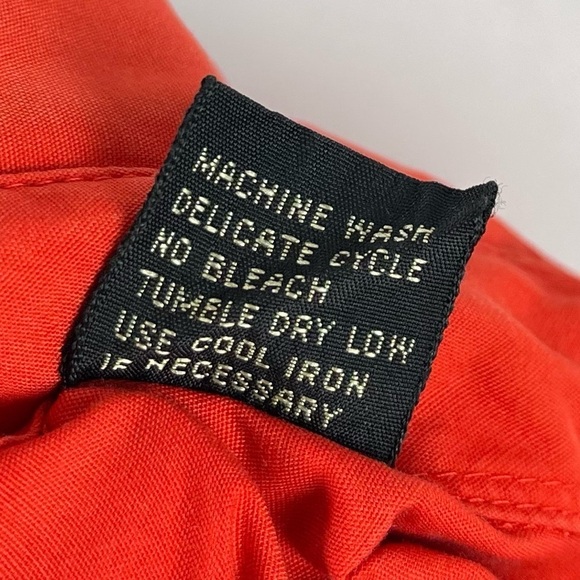 MACHINE WASH
DELICATE CYCLE
NO BLEACH
TUMBLE DRY LOW
USE COOL IRON
IF NECESSARY